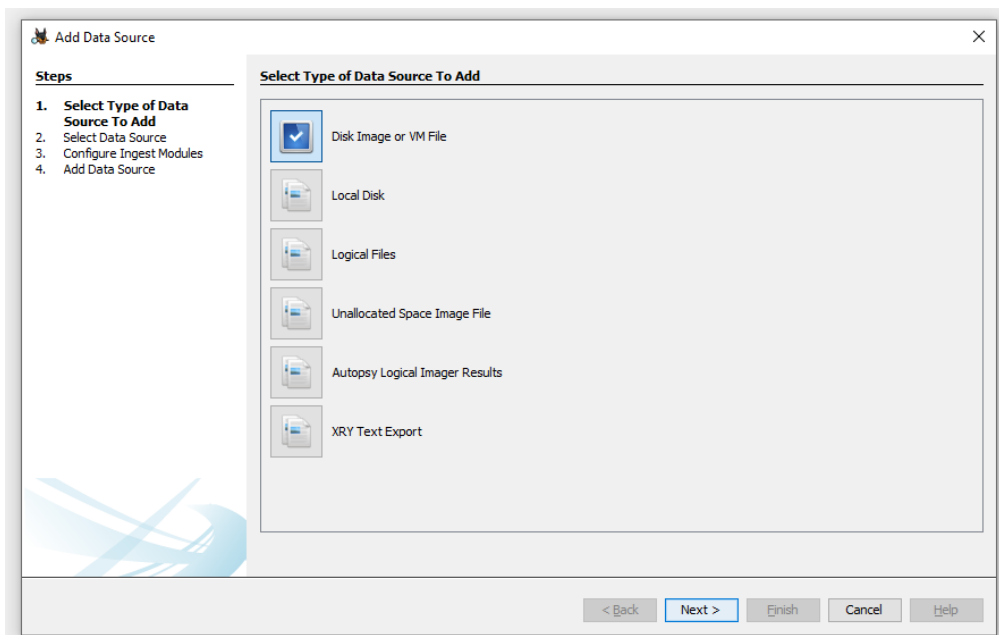 Add Data Source
Steps
1. Select Type of Data
Source To Add
2. Select Data Source
3. Configure Ingest Modules
4. Add Data Source
Select Type of Data Source To Add
Disk Image or VM File
Local Disk
Logical Files
Unallocated Space Image File
Autopsy Logical Imager Results
XRY Text Export
< Back
Next >
Finish
Cancel
Help